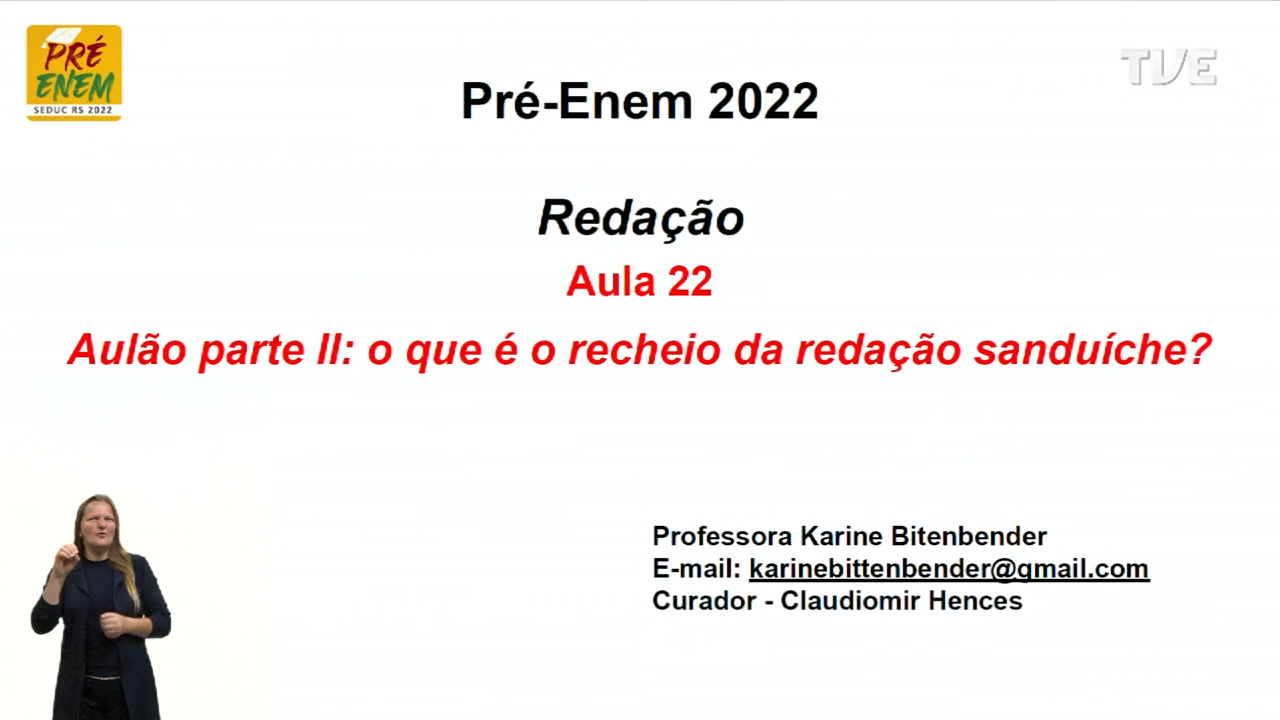 PRÉ
ENEM
SEDUC RS 2022
TVE
Pré-Enem 2022
Redação
Aula 22
Aulão parte II: o que é o recheio da redação sanduíche?
Professora Karine Bitenbender
E-mail: karinebittenbender@gmail.com
Curador - Claudiomir Hences